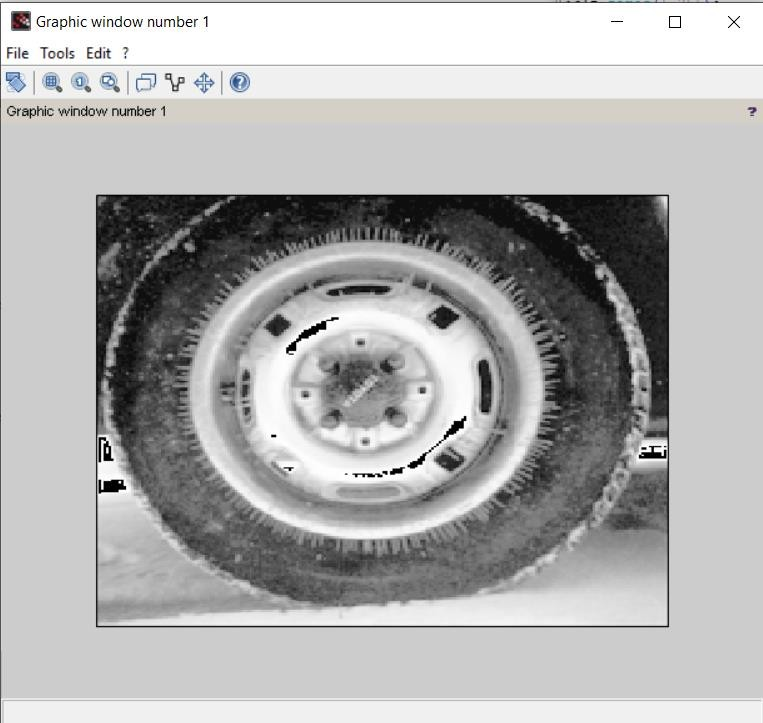 Graphic window number 1
File Tools Edit ?
Graphic window number 1 ?